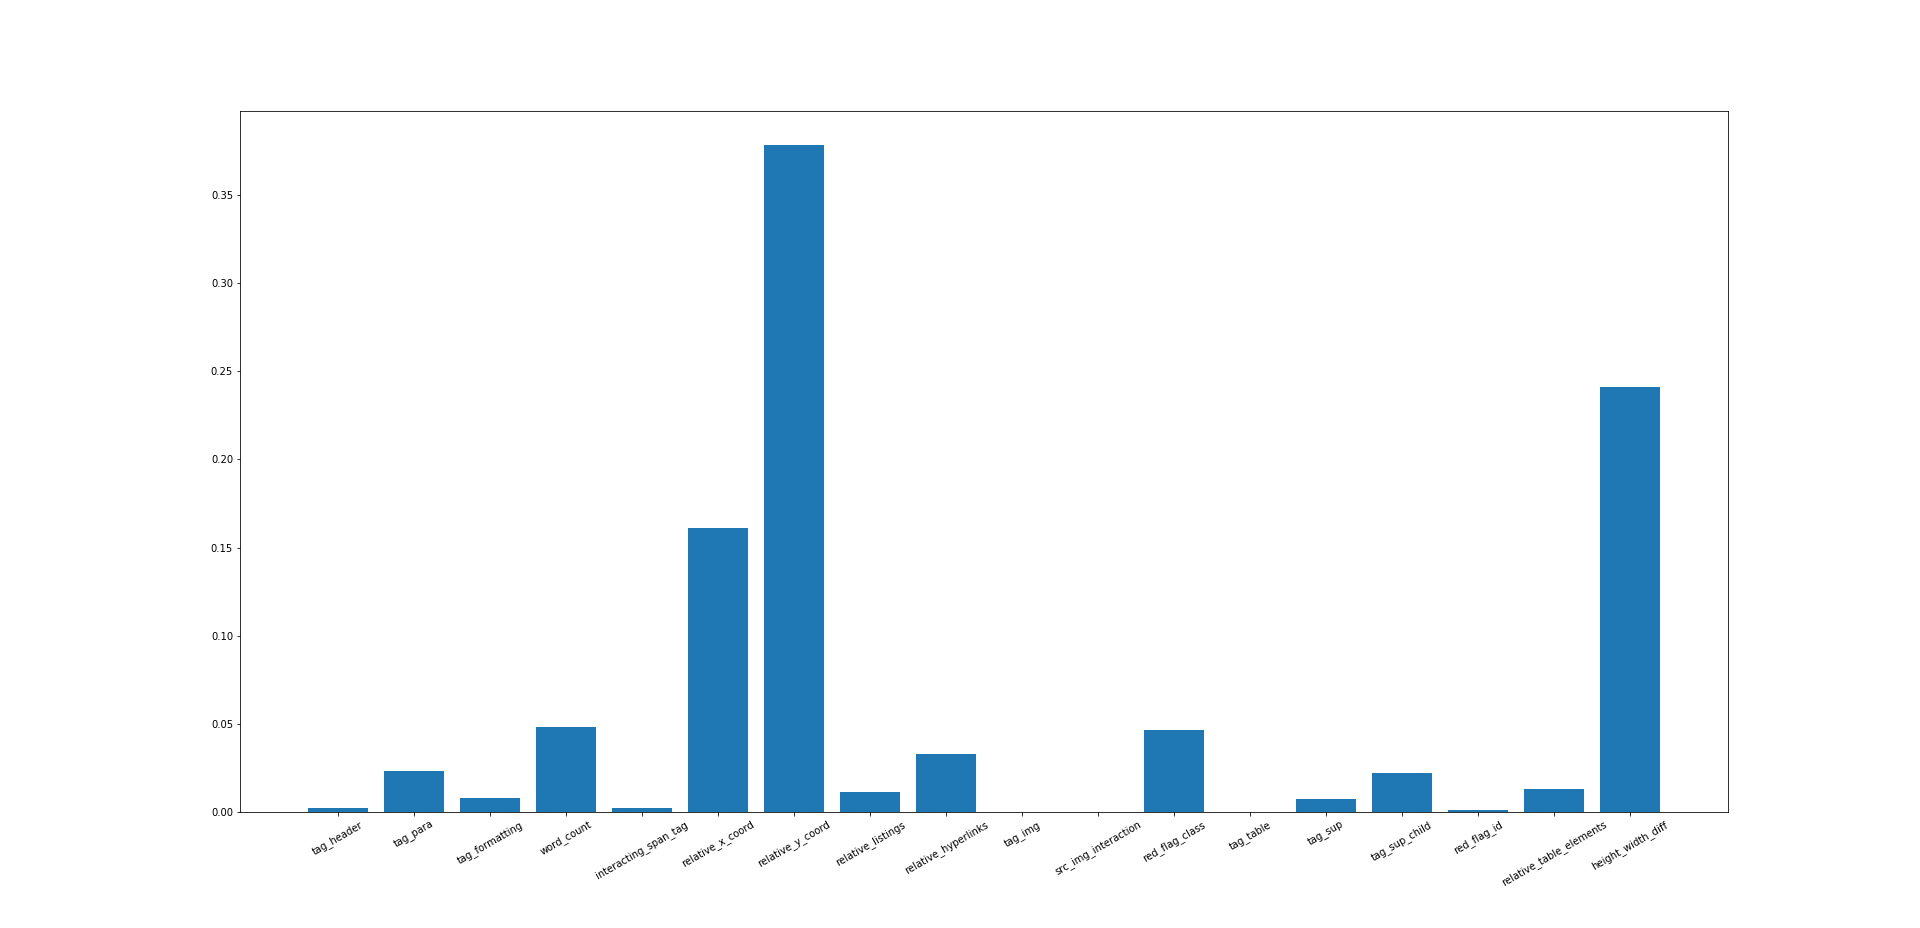 0.35
0.30
0.25
0.20
0.15
0.10
0.05
0.00
tag_header
tag_para
tag_formatting
word_count
interacting_span_tag
relative_x_coord
relative_y_coord
relative_listings
relative_hyperlinks
tag_img
src_img_interaction
red_flag_class
tag_table
tag_sup
tag_sup_child
red_flag_id
relative_table_elements
height_width_diff